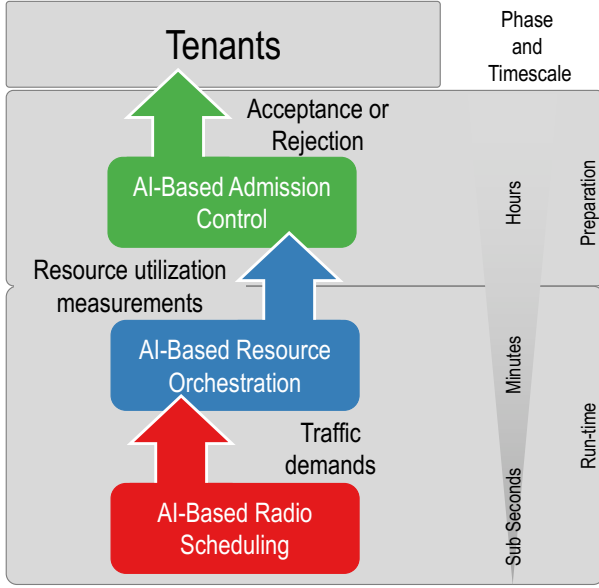 Tenants
Phase
and
Timescale
Acceptance or
Rejection
AI-Based Admission
Control
Hours
Preparation
Resource utilization
measurements
AI-Based Resource
Orchestration
Minutes
Run-time
Traffic
demands
AI-Based Radio
Scheduling
Sub Seconds